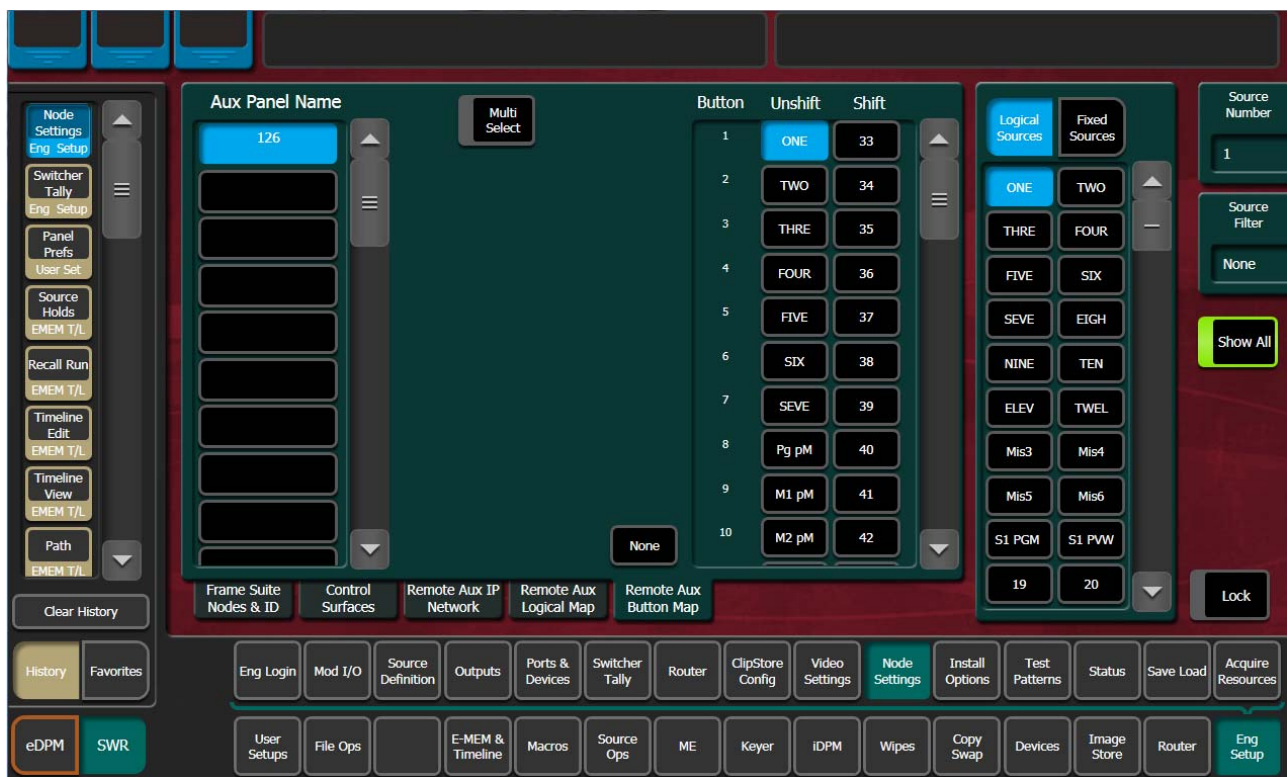 Node
Settings
Eng Setup
Switcher
Tally
Eng Setup
Panel
Prefs
User Set
Source
Holds
EMEM T/L
Recall Run
EMEM T/L
Timeline
Edit
EMEM T/L
Timeline
View
EMEM T/L
Path
EMEM T/L
Clear History
History
Favorites
eDPM
SWR
Aux Panel Name
126
Multi
Select
None
Button Unshift Shift
1 ONE 33
2 TWO 34
3 THRE 35
4 FOUR 36
5 FIVE 37
6 SIX 38
7 SEVE 39
8 Pg pM 40
9 M1 pM 41
10 M2 pM 42
Frame Suite
Nodes & ID
Control
Surfaces
Remote Aux IP
Network
Remote Aux
Logical Map
Remote Aux
Button Map
Logical
Sources
Fixed
Sources
ONE TWO
THRE FOUR
FIVE SIX
SEVE EIGH
NINE TEN
ELEV TWEL
Mis3 Mis4
Mis5 Mis6
S1 PGM S1 PVW
19 20
Source
Number
1
Source
Filter
None
Show All
Lock
Eng Login
Mod I/O
Source
Definition
Outputs
Ports &
Devices
Switcher
Tally
Router
ClipStore
Config
Video
Settings
Node
Settings
Install
Options
Test
Patterns
Status
Save Load
Acquire
Resources
User
Setups
File Ops
E-MEM &
Timeline
Macros
Source
Ops
ME
Keyer
iDPM
Wipes
Copy
Swap
Devices
Image
Store
Router
Eng
Setup